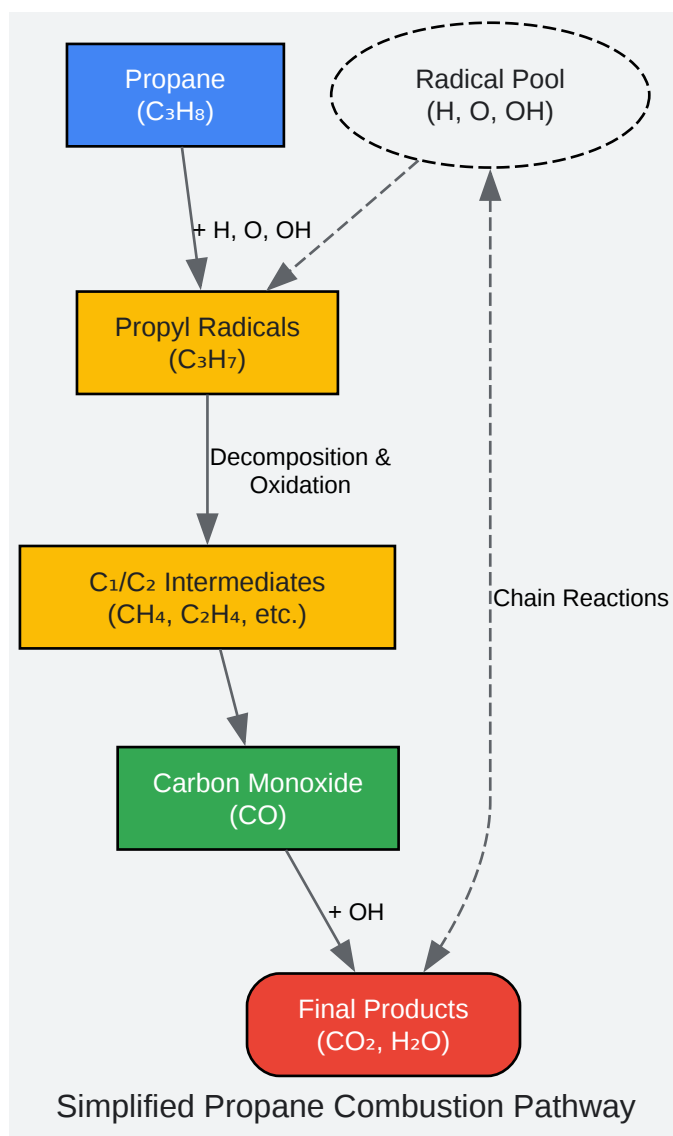 Propane
(C₃H₈)
Radical Pool
(H, O, OH)
+ H, O, OH
Propyl Radicals
(C₃H₇)
Decomposition &
Oxidation
C₁/C₂ Intermediates
(CH₄, C₂H₄, etc.)
Chain Reactions
Carbon Monoxide
(CO)
+ OH
Final Products
(CO₂, H₂O)
Simplified Propane Combustion Pathway